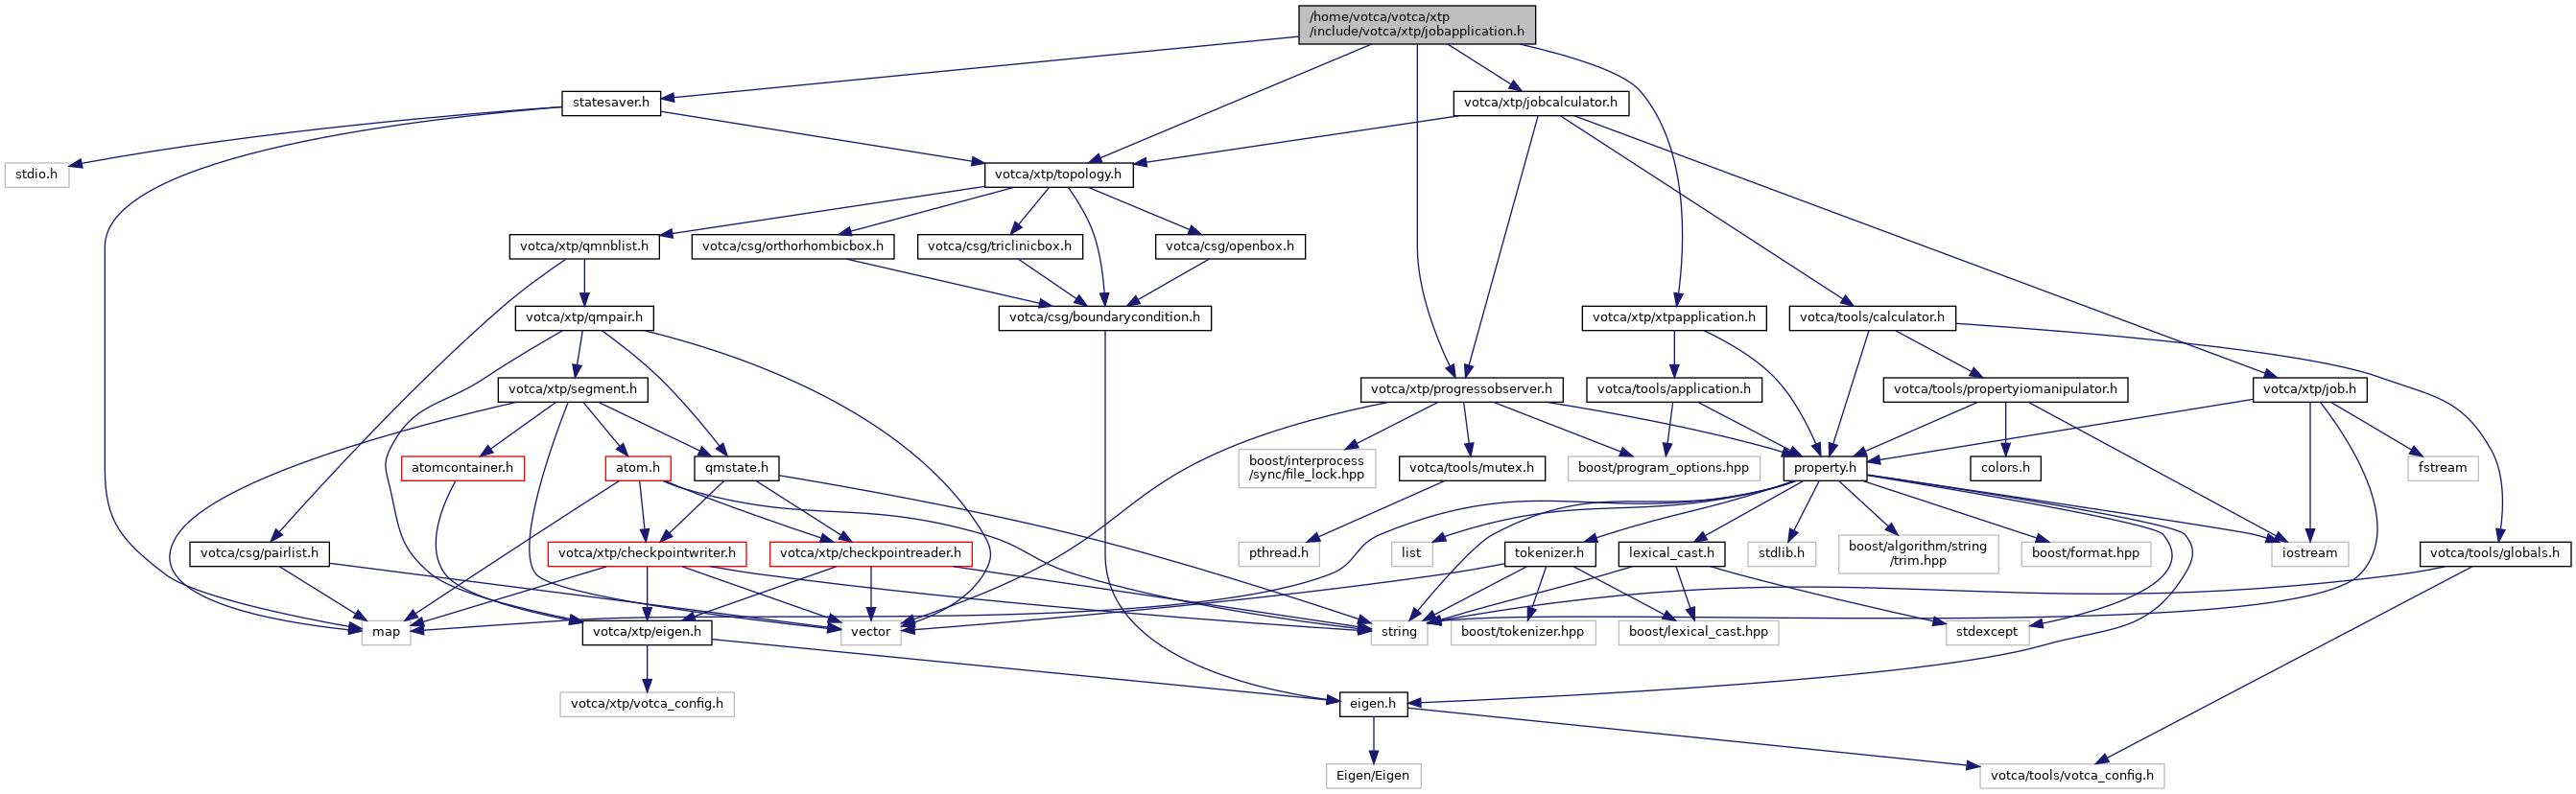 /home/votca/votca/xtp
/include/votca/xtp/jobapplication.h
statesaver.h
votca/xtp/jobcalculator.h
stdio.h
votca/xtp/topology.h
votca/xtp/qmnblist.h
votca/csg/orthorhombicbox.h
votca/csg/triclinicbox.h
votca/csg/openbox.h
votca/xtp/qmpair.h
votca/csg/boundarycondition.h
votca/xtp/xtpapplication.h
votca/tools/calculator.h
votca/xtp/segment.h
votca/xtp/progressobserver.h
votca/tools/application.h
votca/tools/propertyiomanipulator.h
votca/xtp/job.h
atomcontainer.h
atom.h
qmstate.h
boost/interprocess
/sync/file_lock.hpp
votca/tools/mutex.h
boost/program_options.hpp
property.h
colors.h
fstream
votca/csg/pairlist.h
votca/xtp/checkpointwriter.h
votca/xtp/checkpointreader.h
pthread.h
list
tokenizer.h
lexical_cast.h
stdlib.h
boost/algorithm/string
/trim.hpp
boost/format.hpp
iostream
votca/tools/globals.h
map
votca/xtp/eigen.h
vector
string
boost/tokenizer.hpp
boost/lexical_cast.hpp
stdexcept
votca/xtp/votca_config.h
eigen.h
Eigen/Eigen
votca/tools/votca_config.h